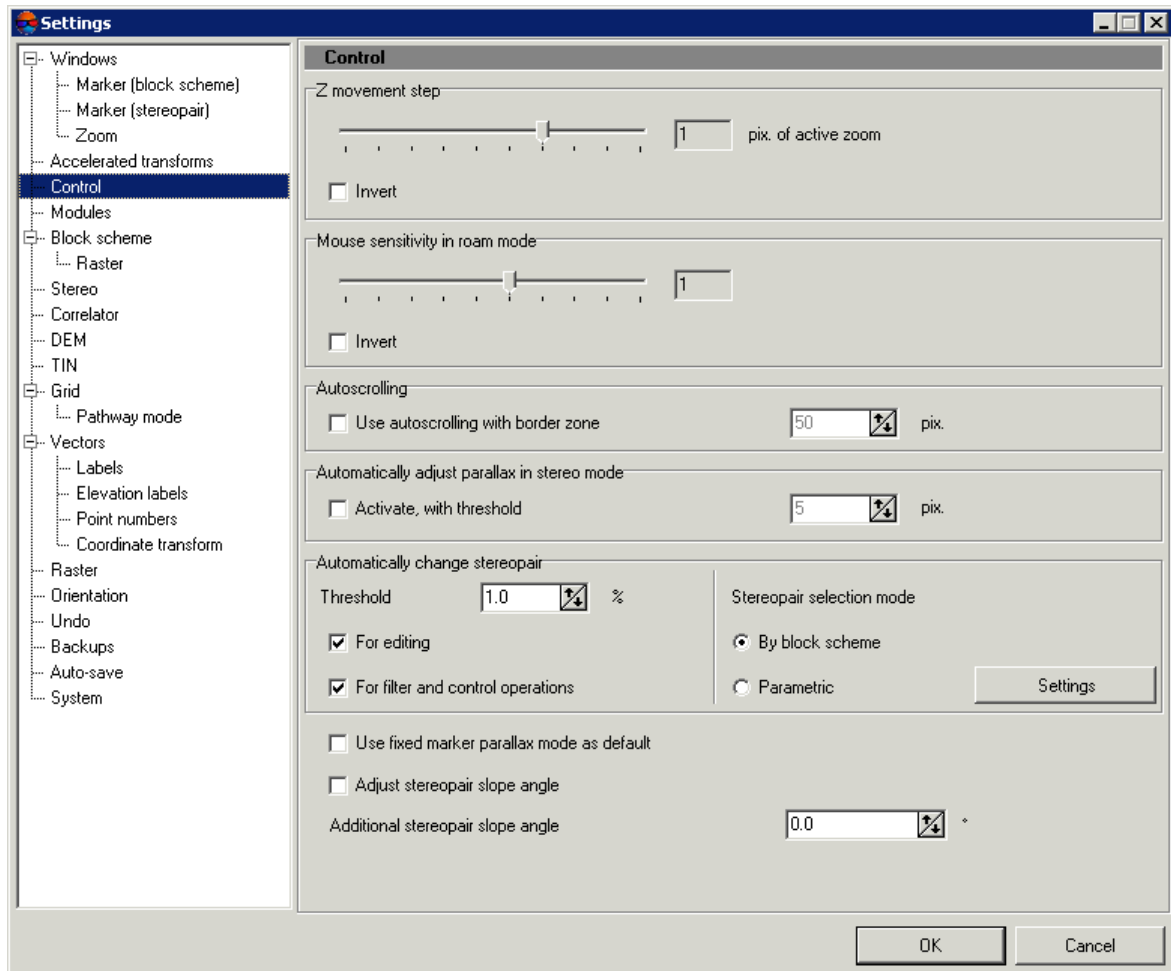 Settings
Windows
Marker (block scheme)
Marker (stereopair)
Zoom
Accelerated transforms
Control
Modules
Block scheme
Raster
Stereo
Correlator
DEM
TIN
Grid
Pathway mode
Vectors
Labels
Elevation labels
Point numbers
Coordinate transform
Raster
Orientation
Undo
Backups
Auto-save
System
Control
Z movement step
1 pix. of active zoom
Invert
Mouse sensitivity in roam mode
1
Invert
Autoscrolling
Use autoscrolling with border zone 50 pix.
Automatically adjust parallax in stereo mode
Activate, with threshold 5 pix.
Automatically change stereopair
Threshold 1.0 %
For editing
For filter and control operations
Stereopair selection mode
By block scheme
Parametric Settings
Use fixed marker parallax mode as default
Adjust stereopair slope angle
Additional stereopair slope angle 0.0 °
OK Cancel